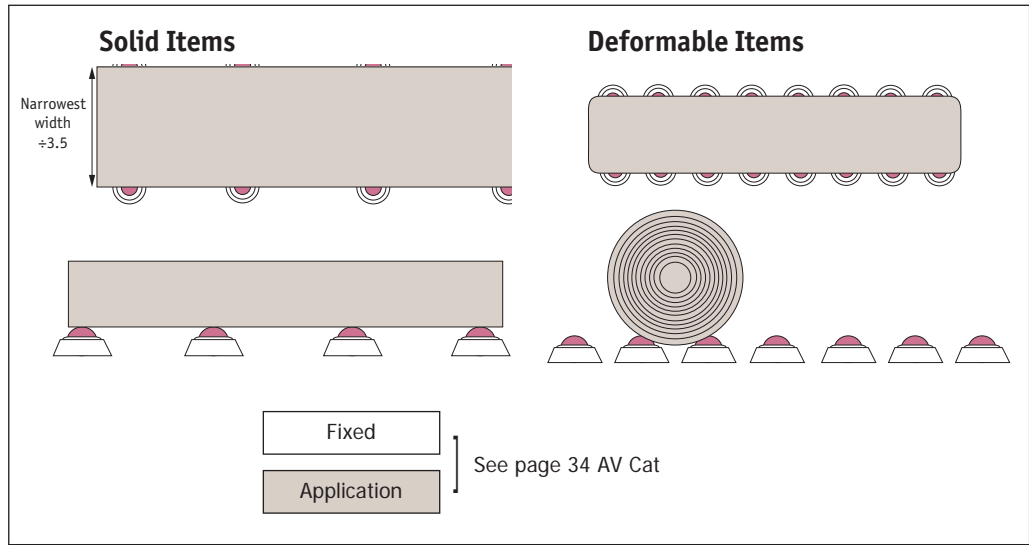 Solid Items
Deformable Items
Narrowest
width
÷3.5
Fixed
Application
See page 34 AV Cat